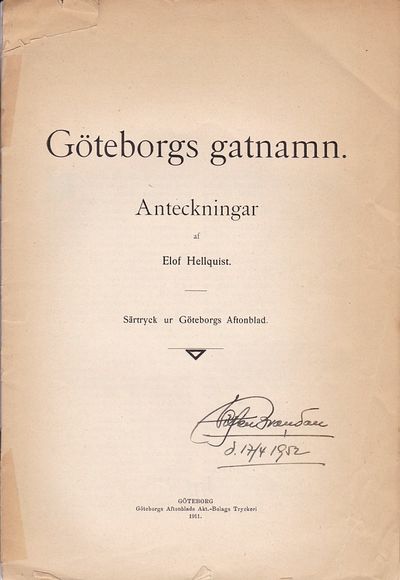 Göteborgs gatnamn.
Anteckningar
af
Elof Hellquist.
Särtryck ur Göteborgs Aftonblad.
d. 17/4 1952
GÖTEBORG
Göteborgs Aftonblads Akt.-Bolags Tryckeri
1911.